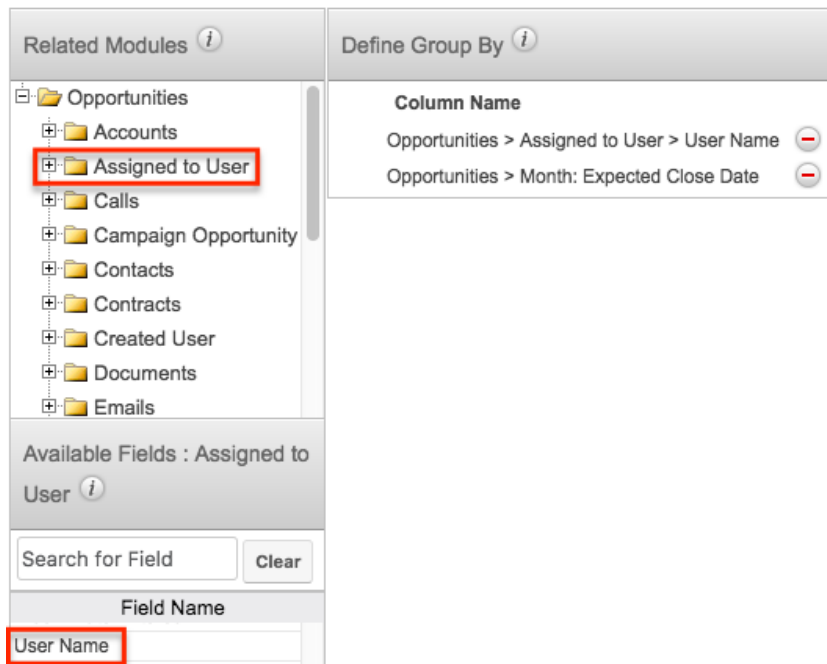 Related Modules i
Opportunities
Accounts
Assigned to User
Calls
Campaign Opportunity
Contacts
Contracts
Created User
Documents
Emails
Available Fields : Assigned to
User i
Search for Field Clear
Field Name
User Name
Define Group By i
Column Name
Opportunities > Assigned to User > User Name
Opportunities > Month: Expected Close Date